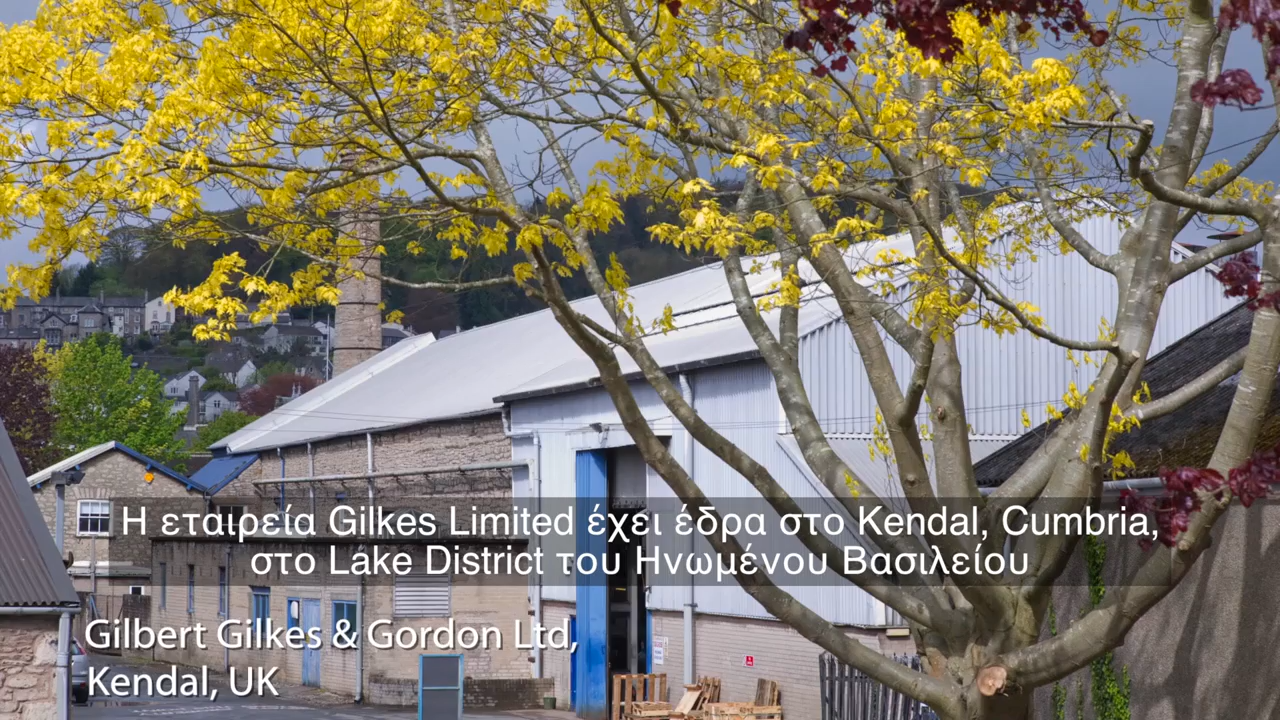 Η εταιρεία Gilkes Limited έχει έδρα στο Kendal, Cumbria,
στο Lake District του Ηνωμένου Βασιλείου
Gilbert Gilkes & Gordon Ltd,
Kendal, UK